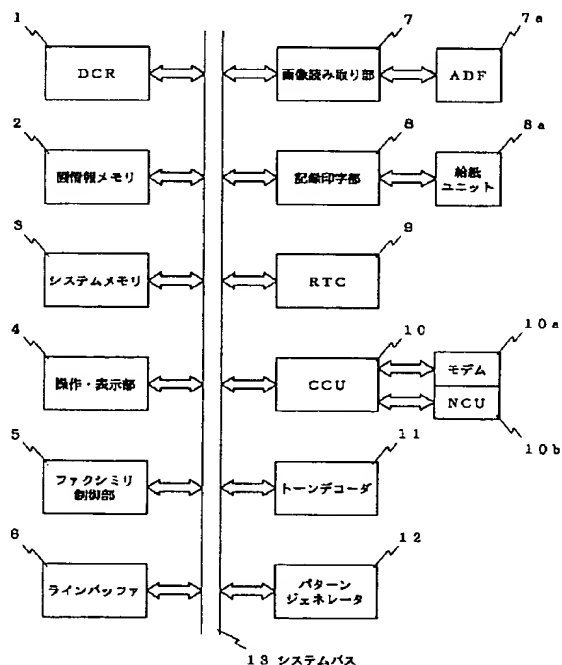 1
DCR
2
画情報メモリ
3
システムメモリ
4
操作・表示部
5
ファクシミリ
制御部
6
ラインバッファ
7
画像読み取り部
7a
ADF
8
記録印字部
8a
給紙
ユニット
9
RTC
10
CCU
10a
モデム
NCU
10b
11
トーンデコーダ
12
パターン
ジェネレータ
13 システムバス